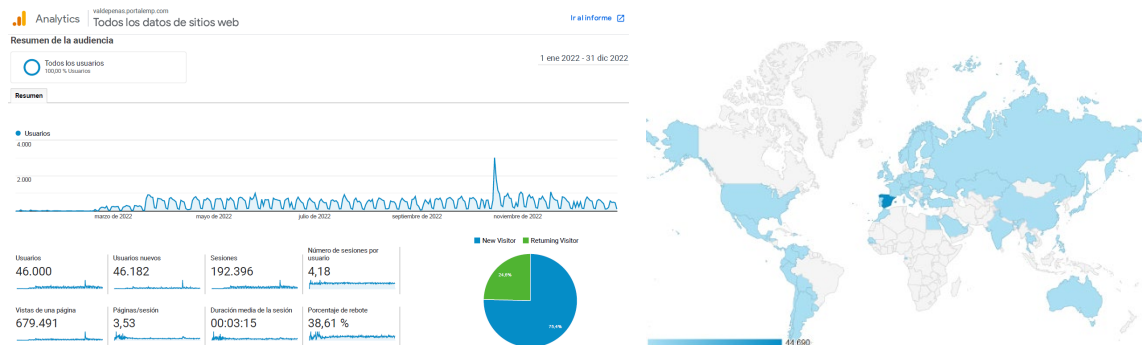 Analytics
valdepenas.portalemp.com
Todos los datos de sitios web
Ir al informe
Resumen de la audiencia
1 ene 2022 - 31 dic 2022
Todos los usuarios
100,00 % Usuarios
Resumen
Usuarios
4.000
2.000
marzo de 2022
mayo de 2022
julio de 2022
septiembre de 2022
noviembre de 2022
New Visitor
Returning Visitor
Usuarios
46.000
Usuarios nuevos
46.182
Sesiones
192.396
Número de sesiones por usuario
4,18
Vistas de una página
679.491
Páginas/sesión
3,53
Duración media de la sesión
00:03:15
Porcentaje de rebote
38,61 %
44.690